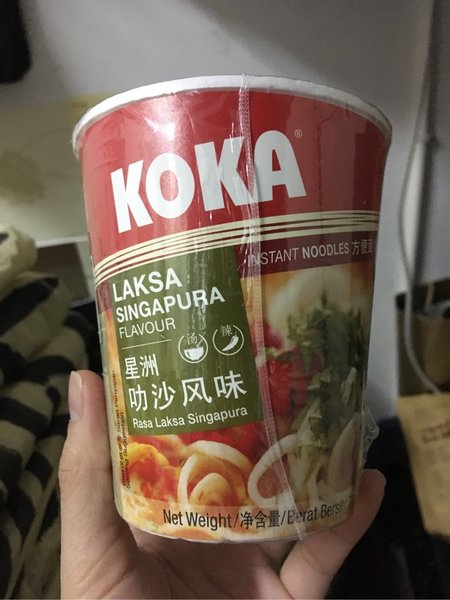 KOKA®
INSTANT NOODLES 方便面
LAKSA
SINGAPURA
FLAVOUR
汤 辣
星洲
叻沙风味
Rasa Laksa Singapura
Net Weight/净含量/Berat Bersih